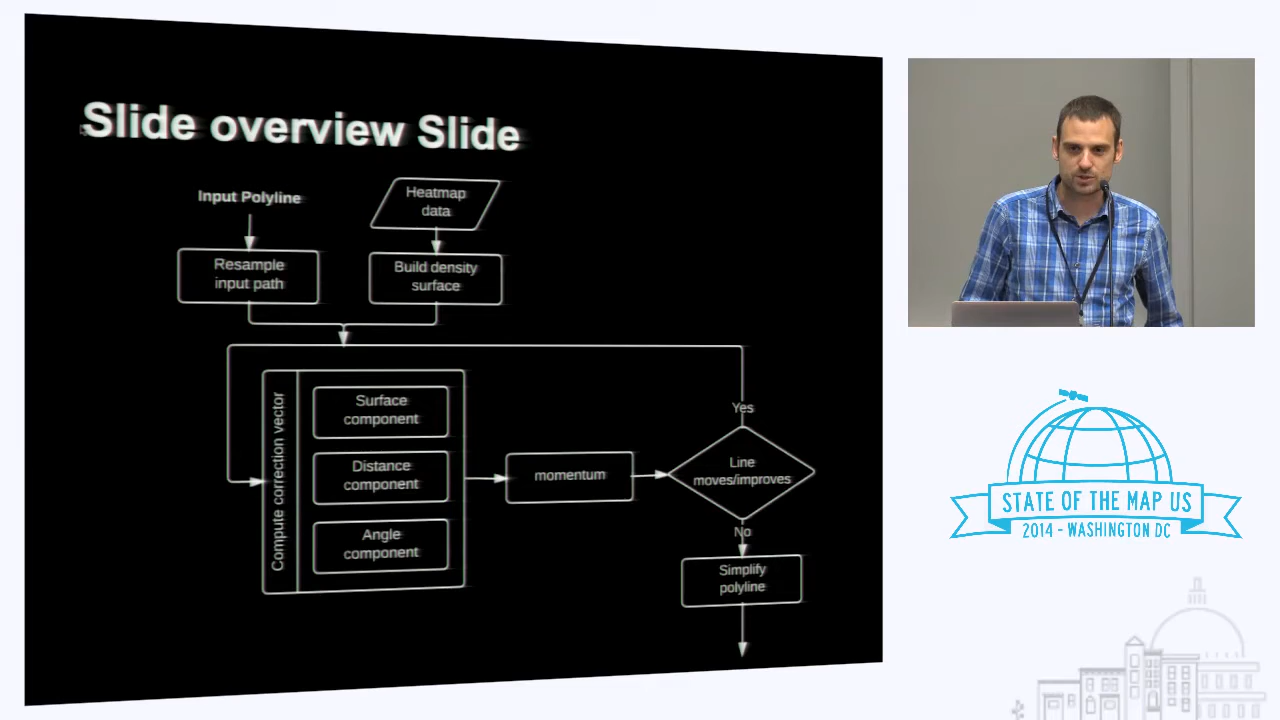 Slide overview Slide
Input Polyline
Heatmap
data
Resample
input path
Build density
surface
Compute correction vector
Surface
component
Distance
component
Angle
component
momentum
Yes
Line
moves/improves
No
Simplify
polyline
STATE OF THE MAP US
2014 - WASHINGTON DC